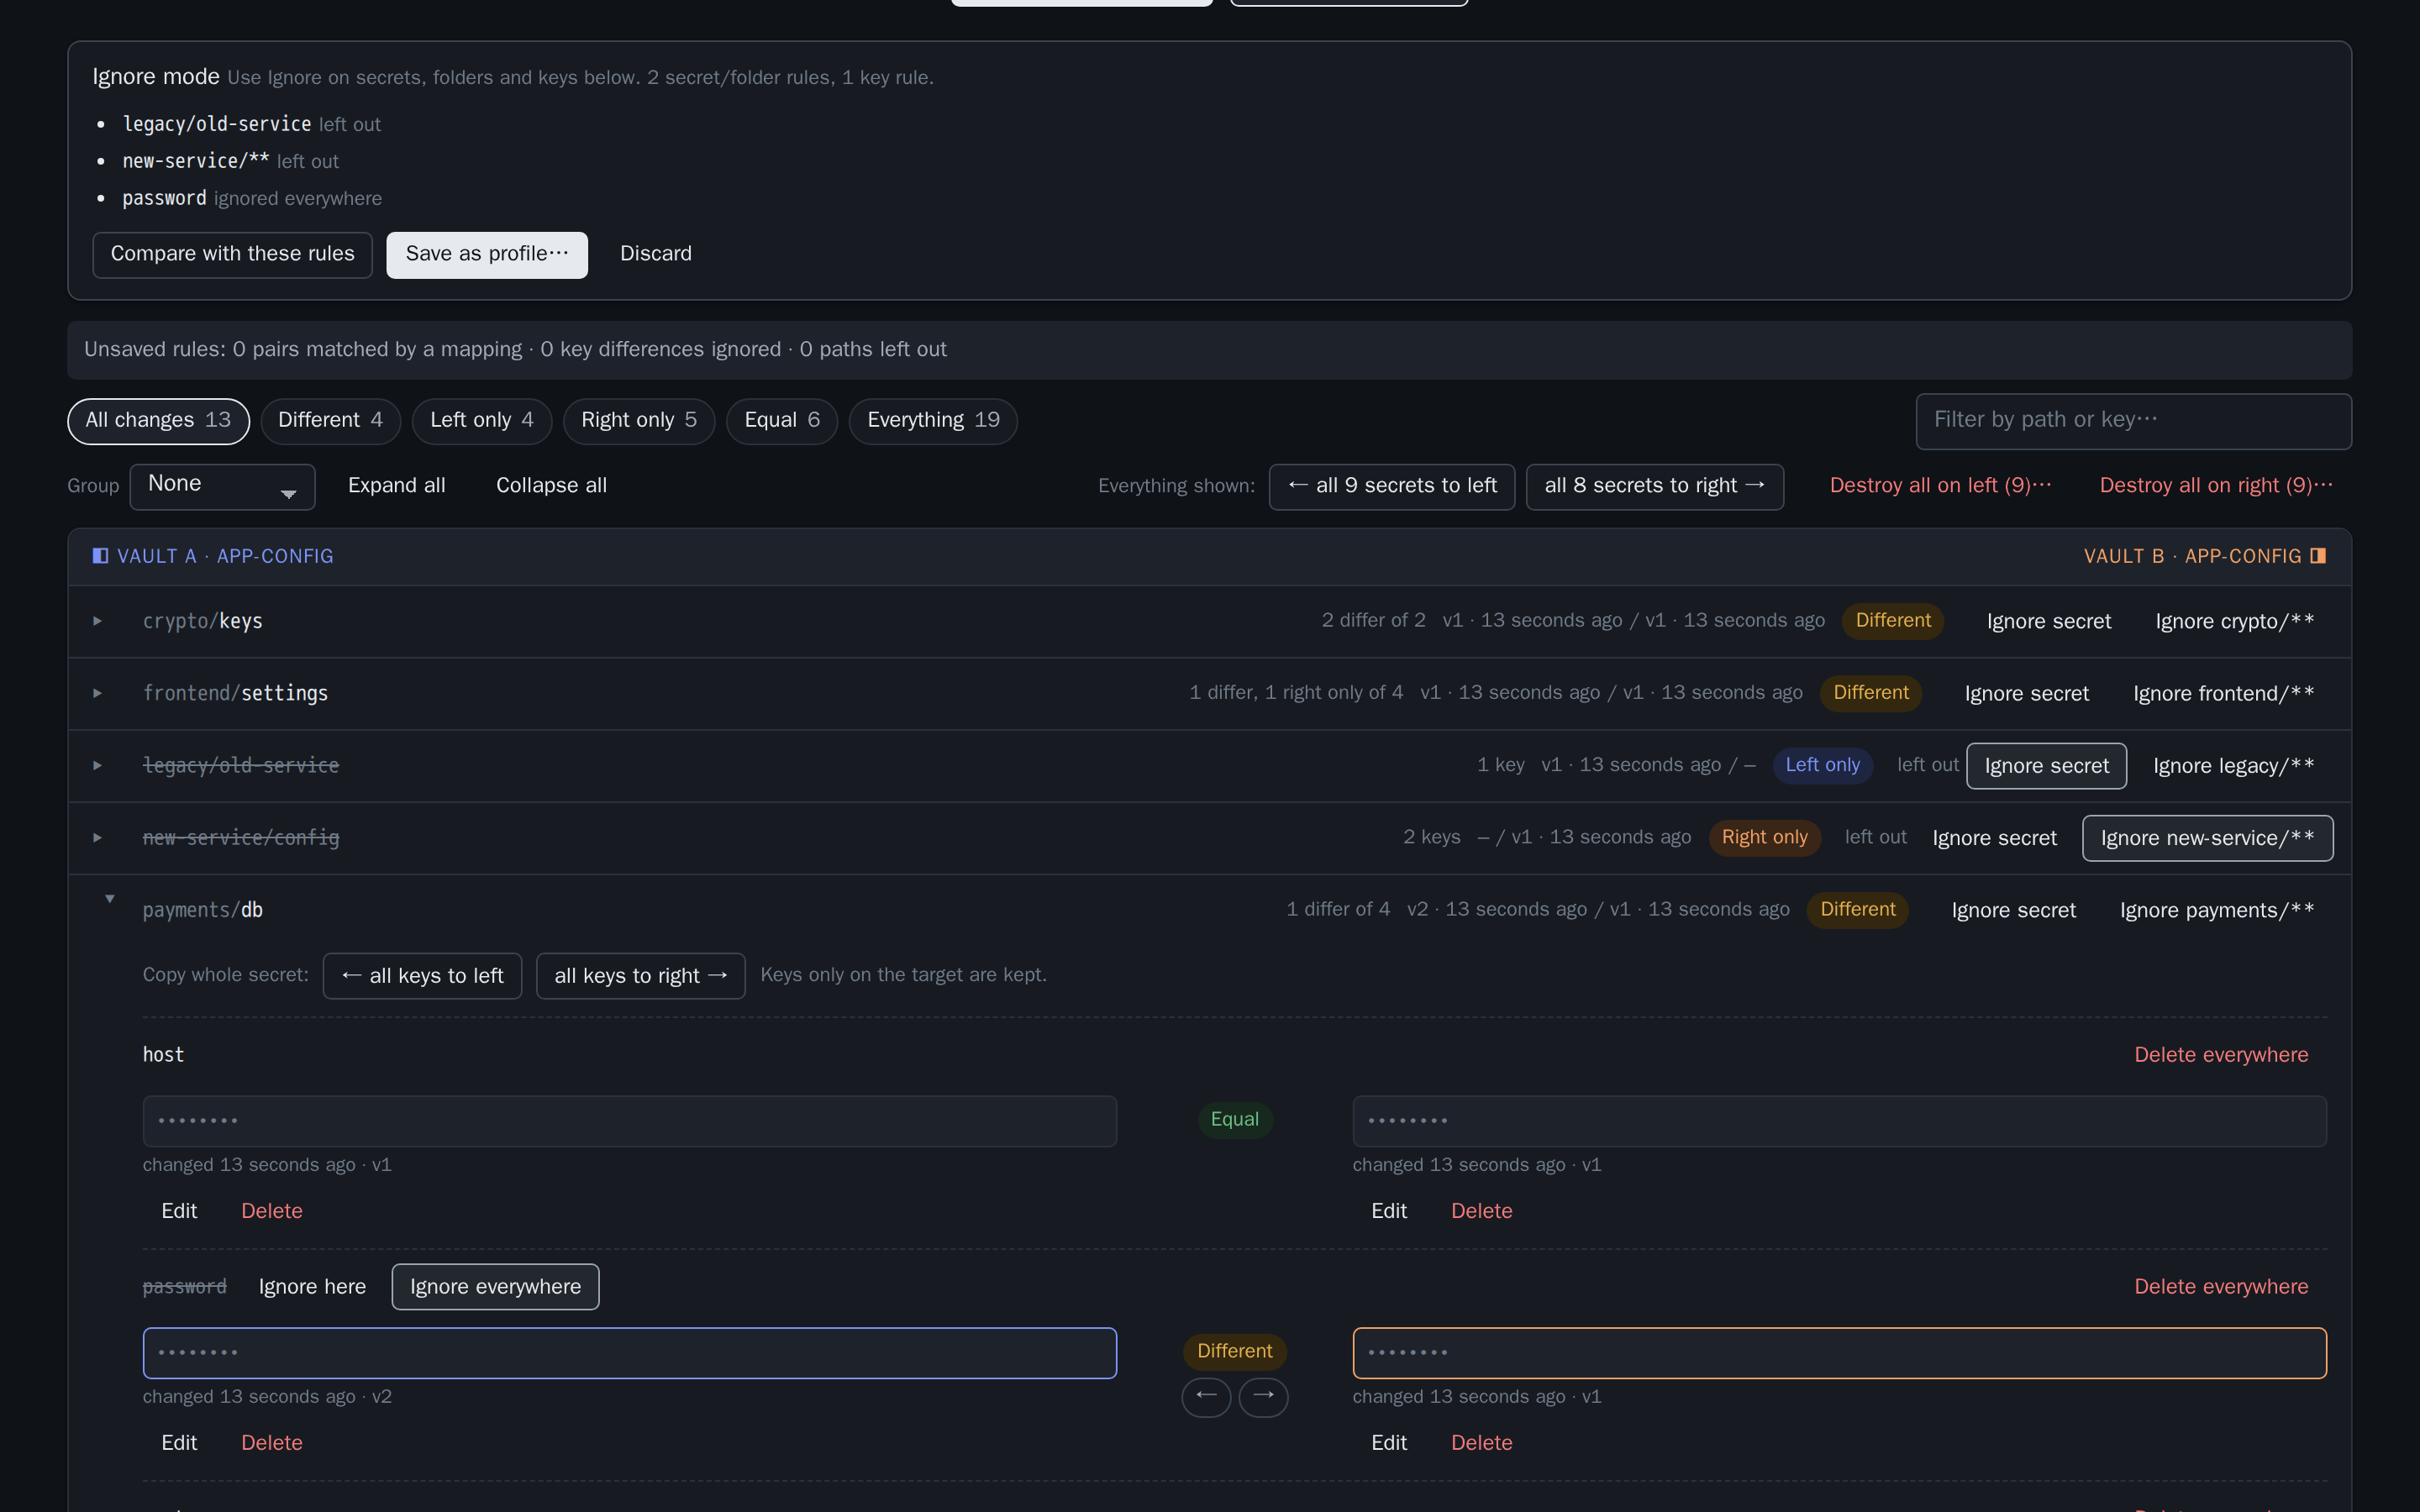 Ignore mode Use Ignore on secrets, folders and keys below. 2 secret/folder rules, 1 key rule.
• legacy/old-service left out
• new-service/** left out
• password ignored everywhere
Compare with these rules Save as profile… Discard
Unsaved rules: 0 pairs matched by a mapping · 0 key differences ignored · 0 paths left out
All changes 13 Different 4 Left only 4 Right only 5 Equal 6 Everything 19 Filter by path or key…
Group None Expand all Collapse all Everything shown: ← all 9 secrets to left all 8 secrets to right → Destroy all on left (9)… Destroy all on right (9)…
VAULT A · APP-CONFIG VAULT B · APP-CONFIG
crypto/keys 2 differ of 2 v1 · 13 seconds ago / v1 · 13 seconds ago Different Ignore secret Ignore crypto/**
frontend/settings 1 differ, 1 right only of 4 v1 · 13 seconds ago / v1 · 13 seconds ago Different Ignore secret Ignore frontend/**
legacy/old-service 1 key v1 · 13 seconds ago / – Left only left out Ignore secret Ignore legacy/**
new-service/config 2 keys – / v1 · 13 seconds ago Right only left out Ignore secret Ignore new-service/**
payments/db 1 differ of 4 v2 · 13 seconds ago / v1 · 13 seconds ago Different Ignore secret Ignore payments/**
Copy whole secret: ← all keys to left all keys to right → Keys only on the target are kept.
host Delete everywhere
•••••••• Equal ••••••••
changed 13 seconds ago · v1 changed 13 seconds ago · v1
Edit Delete Edit Delete
password Ignore here Ignore everywhere Delete everywhere
•••••••• Different ••••••••
← →
changed 13 seconds ago · v2 changed 13 seconds ago · v1
Edit Delete Edit Delete